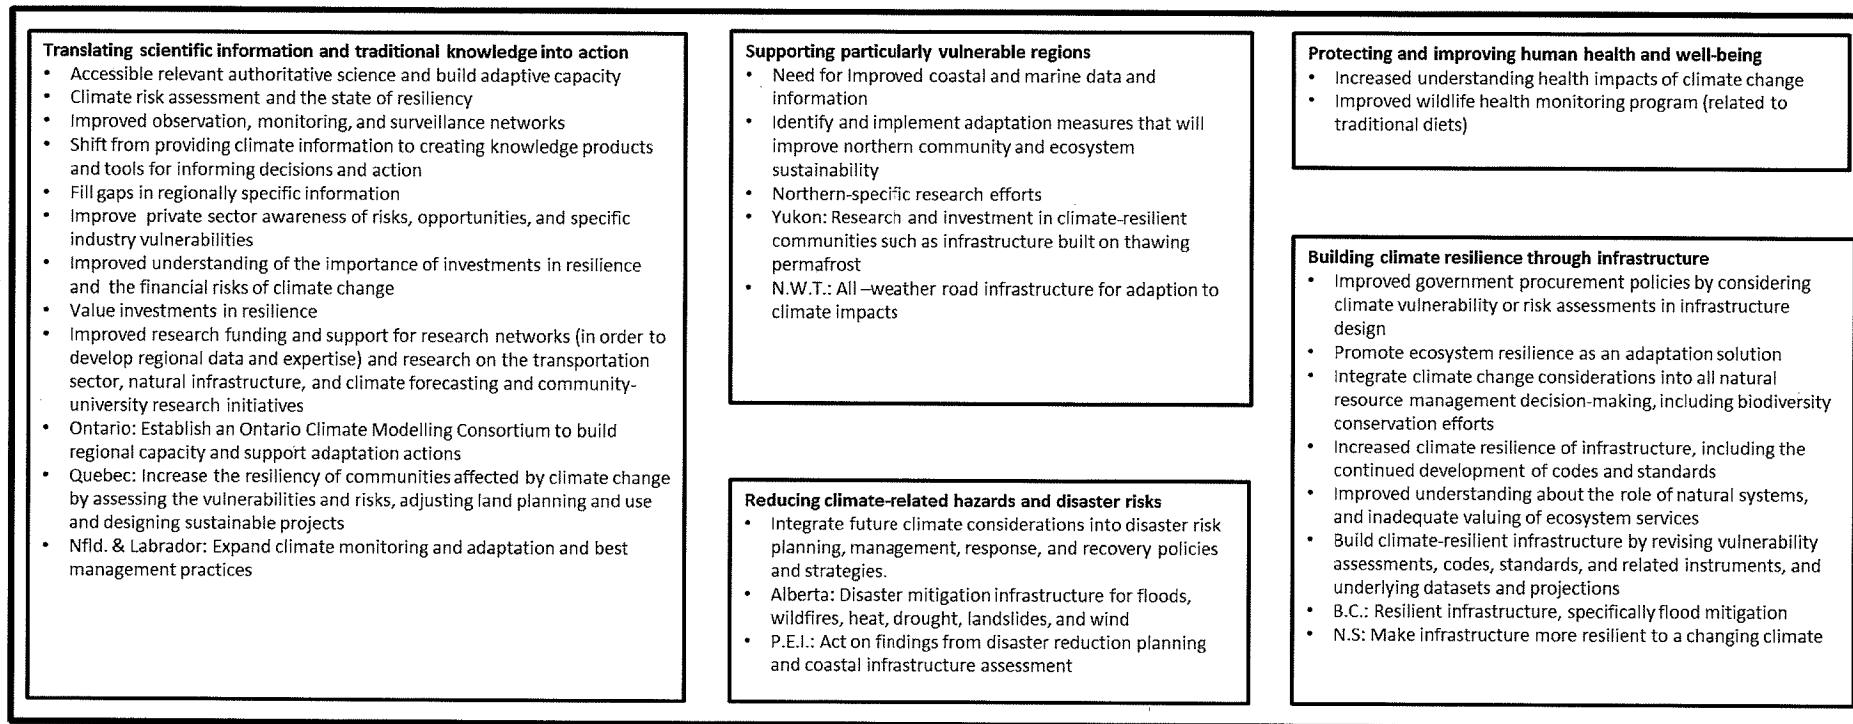 Translating scientific information and traditional knowledge into action
• Accessible relevant authoritative science and build adaptive capacity
• Climate risk assessment and the state of resiliency
• Improved observation, monitoring, and surveillance networks
• Shift from providing climate information to creating knowledge products
and tools for informing decisions and action
• Fill gaps in regionally specific information
• Improve private sector awareness of risks, opportunities, and specific
industry vulnerabilities
• Improved understanding of the importance of investments in resilience
and the financial risks of climate change
• Value investments in resilience
• Improved research funding and support for research networks (in order to
develop regional data and expertise) and research on the transportation
sector, natural infrastructure, and climate forecasting and community-
university research initiatives
• Ontario: Establish an Ontario Climate Modelling Consortium to build
regional capacity and support adaptation actions
• Quebec: Increase the resiliency of communities affected by climate change
by assessing the vulnerabilities and risks, adjusting land planning and use
and designing sustainable projects
• Nfld. & Labrador: Expand climate monitoring and adaptation and best
management practices
Supporting particularly vulnerable regions
• Need for Improved coastal and marine data and
information
• Identify and implement adaptation measures that will
improve northern community and ecosystem
sustainability
• Northern-specific research efforts
• Yukon: Research and investment in climate-resilient
communities such as infrastructure built on thawing
permafrost
• N.W.T.: All –weather road infrastructure for adaption to
climate impacts
Reducing climate-related hazards and disaster risks
• Integrate future climate considerations into disaster risk
planning, management, response, and recovery policies
and strategies.
• Alberta: Disaster mitigation infrastructure for floods,
wildfires, heat, drought, landslides, and wind
• P.E.I.: Act on findings from disaster reduction planning
and coastal infrastructure assessment
Protecting and improving human health and well-being
• Increased understanding health impacts of climate change
• Improved wildlife health monitoring program (related to
traditional diets)
Building climate resilience through infrastructure
• Improved government procurement policies by considering
climate vulnerability or risk assessments in infrastructure
design
• Promote ecosystem resilience as an adaptation solution
• Integrate climate change considerations into all natural
resource management decision-making, including biodiversity
conservation efforts
• Increased climate resilience of infrastructure, including the
continued development of codes and standards
• Improved understanding about the role of natural systems,
and inadequate valuing of ecosystem services
• Build climate-resilient infrastructure by revising vulnerability
assessments, codes, standards, and related instruments, and
underlying datasets and projections
• B.C.: Resilient infrastructure, specifically flood mitigation
• N.S: Make infrastructure more resilient to a changing climate